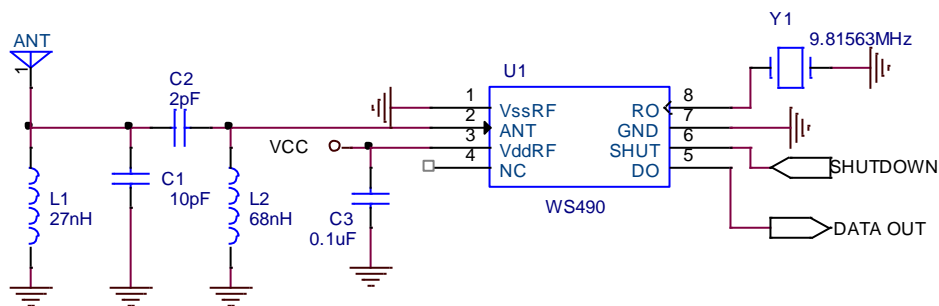 ANT
1
C2
2pF
L1
27nH
C1
10pF
L2
68nH
VCC
C3
0.1uF
U1
1
VssRF
2
ANT
3
VddRF
4
NC
8
RO
7
GND
6
SHUT
5
DO
WS490
Y1
9.81563MHz
SHUTDOWN
DATA OUT